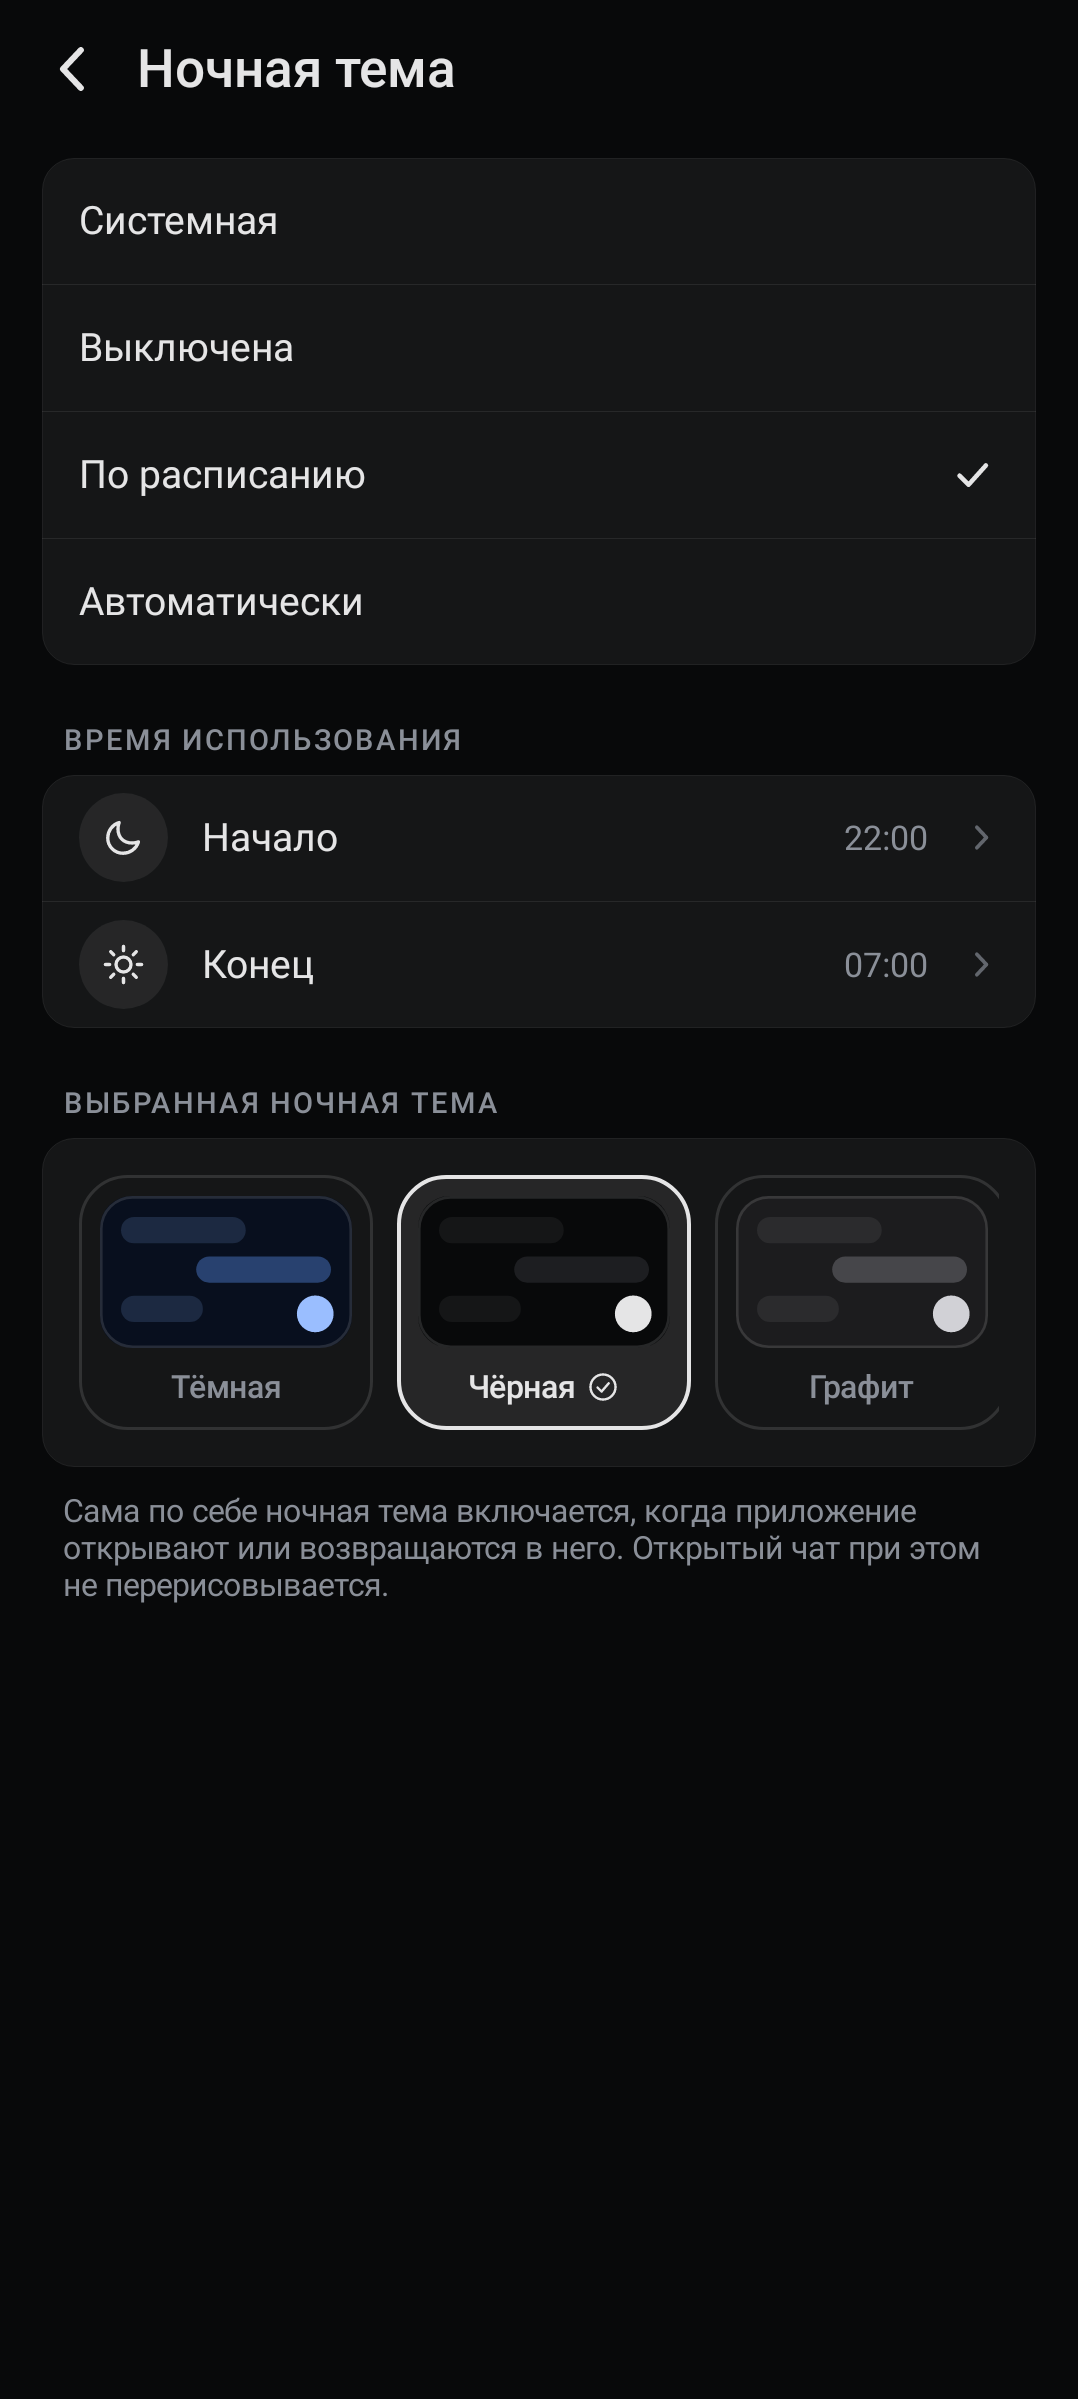 Ночная тема
Системная
Выключена
По расписанию
Автоматически
ВРЕМЯ ИСПОЛЬЗОВАНИЯ
Начало 22:00
Конец 07:00
ВЫБРАННАЯ НОЧНАЯ ТЕМА
Тёмная Чёрная Графит
Сама по себе ночная тема включается, когда приложение
открывают или возвращаются в него. Открытый чат при этом
не перерисовывается.